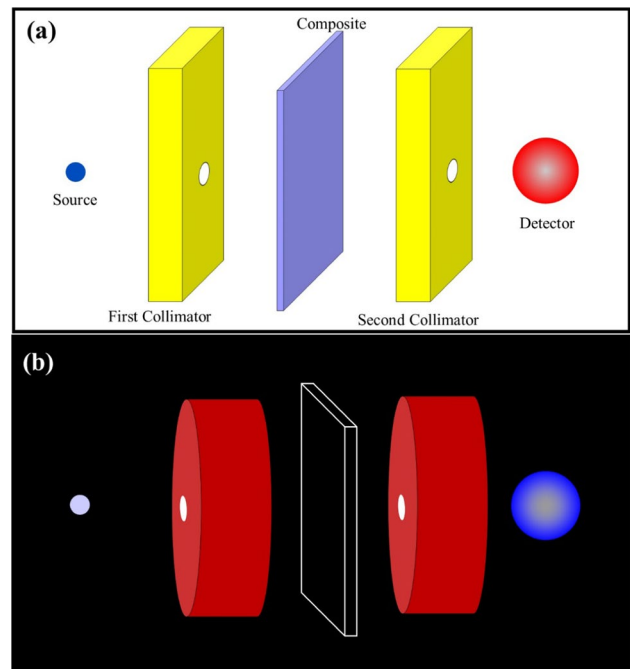 (a)
Composite
Source
Detector
First Collimator
Second Collimator
(b)